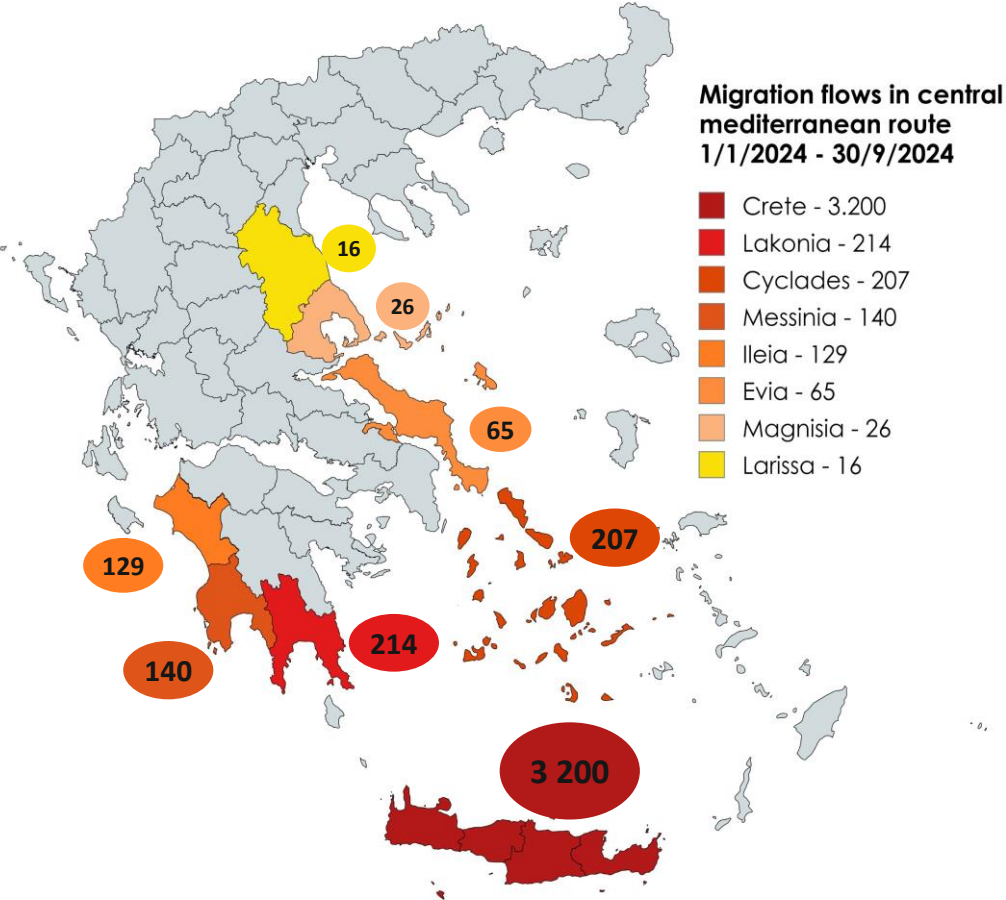 Migration flows in central
mediterranean route
1/1/2024 - 30/9/2024
Crete - 3.200
Lakonia - 214
Cyclades - 207
Messinia - 140
Ileia - 129
Evia - 65
Magnisia - 26
Larissa - 16
16
26
65
207
129
214
140
3 200